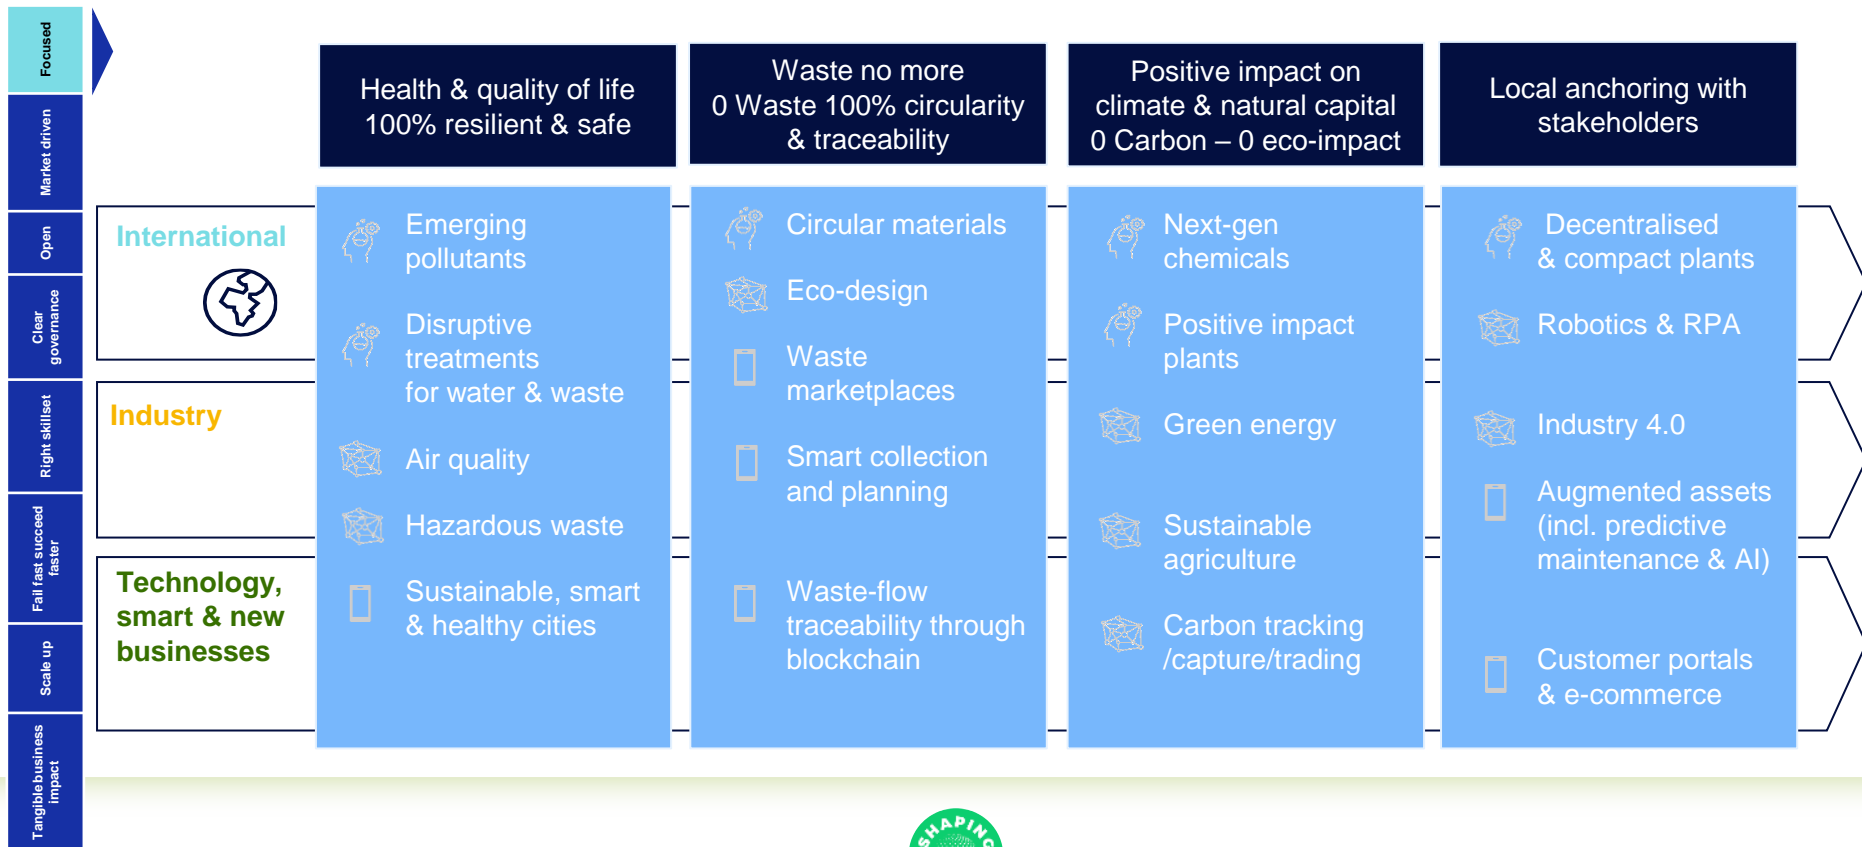 Focused
Market driven
Open
Clear
governance
Right skillset
Fail fast succeed
faster
Scale up
Tangible business
impact
Health & quality of life
100% resilient & safe
Waste no more
0 Waste 100% circularity
& traceability
Positive impact on
climate & natural capital
0 Carbon – 0 eco-impact
Local anchoring with
stakeholders
International
Industry
Technology,
smart & new
businesses
Emerging
pollutants
Disruptive
treatments
for water & waste
Air quality
Hazardous waste
Sustainable, smart
& healthy cities
Circular materials
Eco-design
Waste
marketplaces
Smart collection
and planning
Waste-flow
traceability through
blockchain
Next-gen
chemicals
Positive impact
plants
Green energy
Sustainable
agriculture
Carbon tracking
/capture/trading
Decentralised
& compact plants
Robotics & RPA
Industry 4.0
Augmented assets
(incl. predictive
maintenance & AI)
Customer portals
& e-commerce
SHAPING